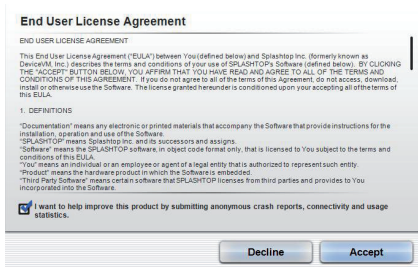 End User License Agreement
END USER LICENSE AGREEMENT
This End User License Agreement ("EULA") between You (defined below) and Splashtop Inc. (formerly known as
DeviceVM, Inc.) describes the terms and conditions of your use of SPLASHTOP's Software (defined below). BY CLICKING
THE "ACCEPT" BUTTON BELOW, YOU AFFIRM THAT YOU HAVE READ AND AGREE TO ALL OF THE TERMS AND
CONDITIONS OF THIS AGREEMENT. If you do not agree to all of the terms of this Agreement, do not access, download,
install or otherwise use the Software. The license granted hereunder is conditioned upon your accepting all of the terms of
this EULA.
1. DEFINITIONS
"Documentation" means any electronic or printed materials that accompany the Software that provide instructions for the
installation, operation and use of the Software.
"SPLASHTOP" means Splashtop Inc. and its successors and assigns.
"Software" means the SPLASHTOP software, in object code format only, that is licensed to You subject to the terms and
conditions of this EULA.
"You" means an individual or an employee or agent of a legal entity that is authorized to represent such entity.
"Product" means the hardware product in which the Software is embedded.
"Third Party Software" means certain software that SPLASHTOP licenses from third parties and provides to You
incorporated into the Software.
I want to help improve this product by submitting anonymous crash reports, connectivity and usage
statistics.
Decline
Accept